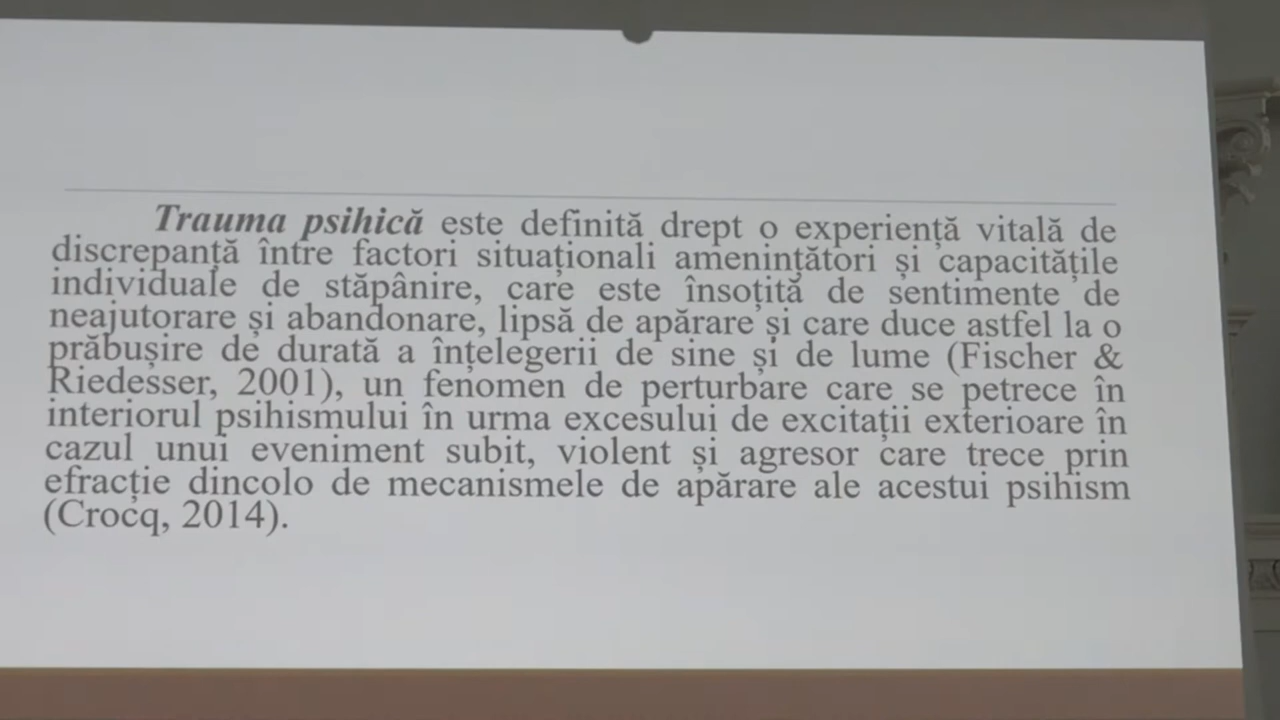 Trauma psihică este definită drept o experiență vitală de
discrepanță între factori situaționali amenințători și capacitățile
individuale de stăpânire, care este însoțită de sentimente de
neajutorare și abandonare, lipsă de apărare și care duce astfel la o
prăbușire de durată a înțelegerii de sine și de lume (Fischer &
Riedesser, 2001), un fenomen de perturbare care se petrece în
interiorul psihismului în urma excesului de excitații exterioare în
cazul unui eveniment subit, violent și agresor care trece prin
efracție dincolo de mecanismele de apărare ale acestui psihism
(Crocq, 2014).